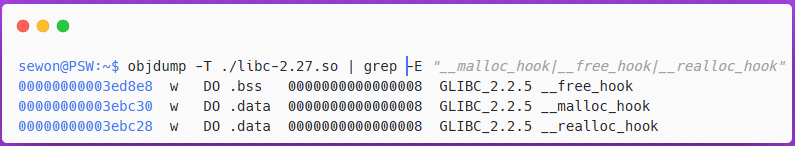 sewon@PSW:~$ objdump -T ./libc-2.27.so | grep -E "__malloc_hook|__free_hook|__realloc_hook"
00000000003ed8e8  w   DO .bss   0000000000000008  GLIBC_2.2.5 __free_hook
00000000003ebc30  w   DO .data  0000000000000008  GLIBC_2.2.5 __malloc_hook
00000000003ebc28  w   DO .data  0000000000000008  GLIBC_2.2.5 __realloc_hook